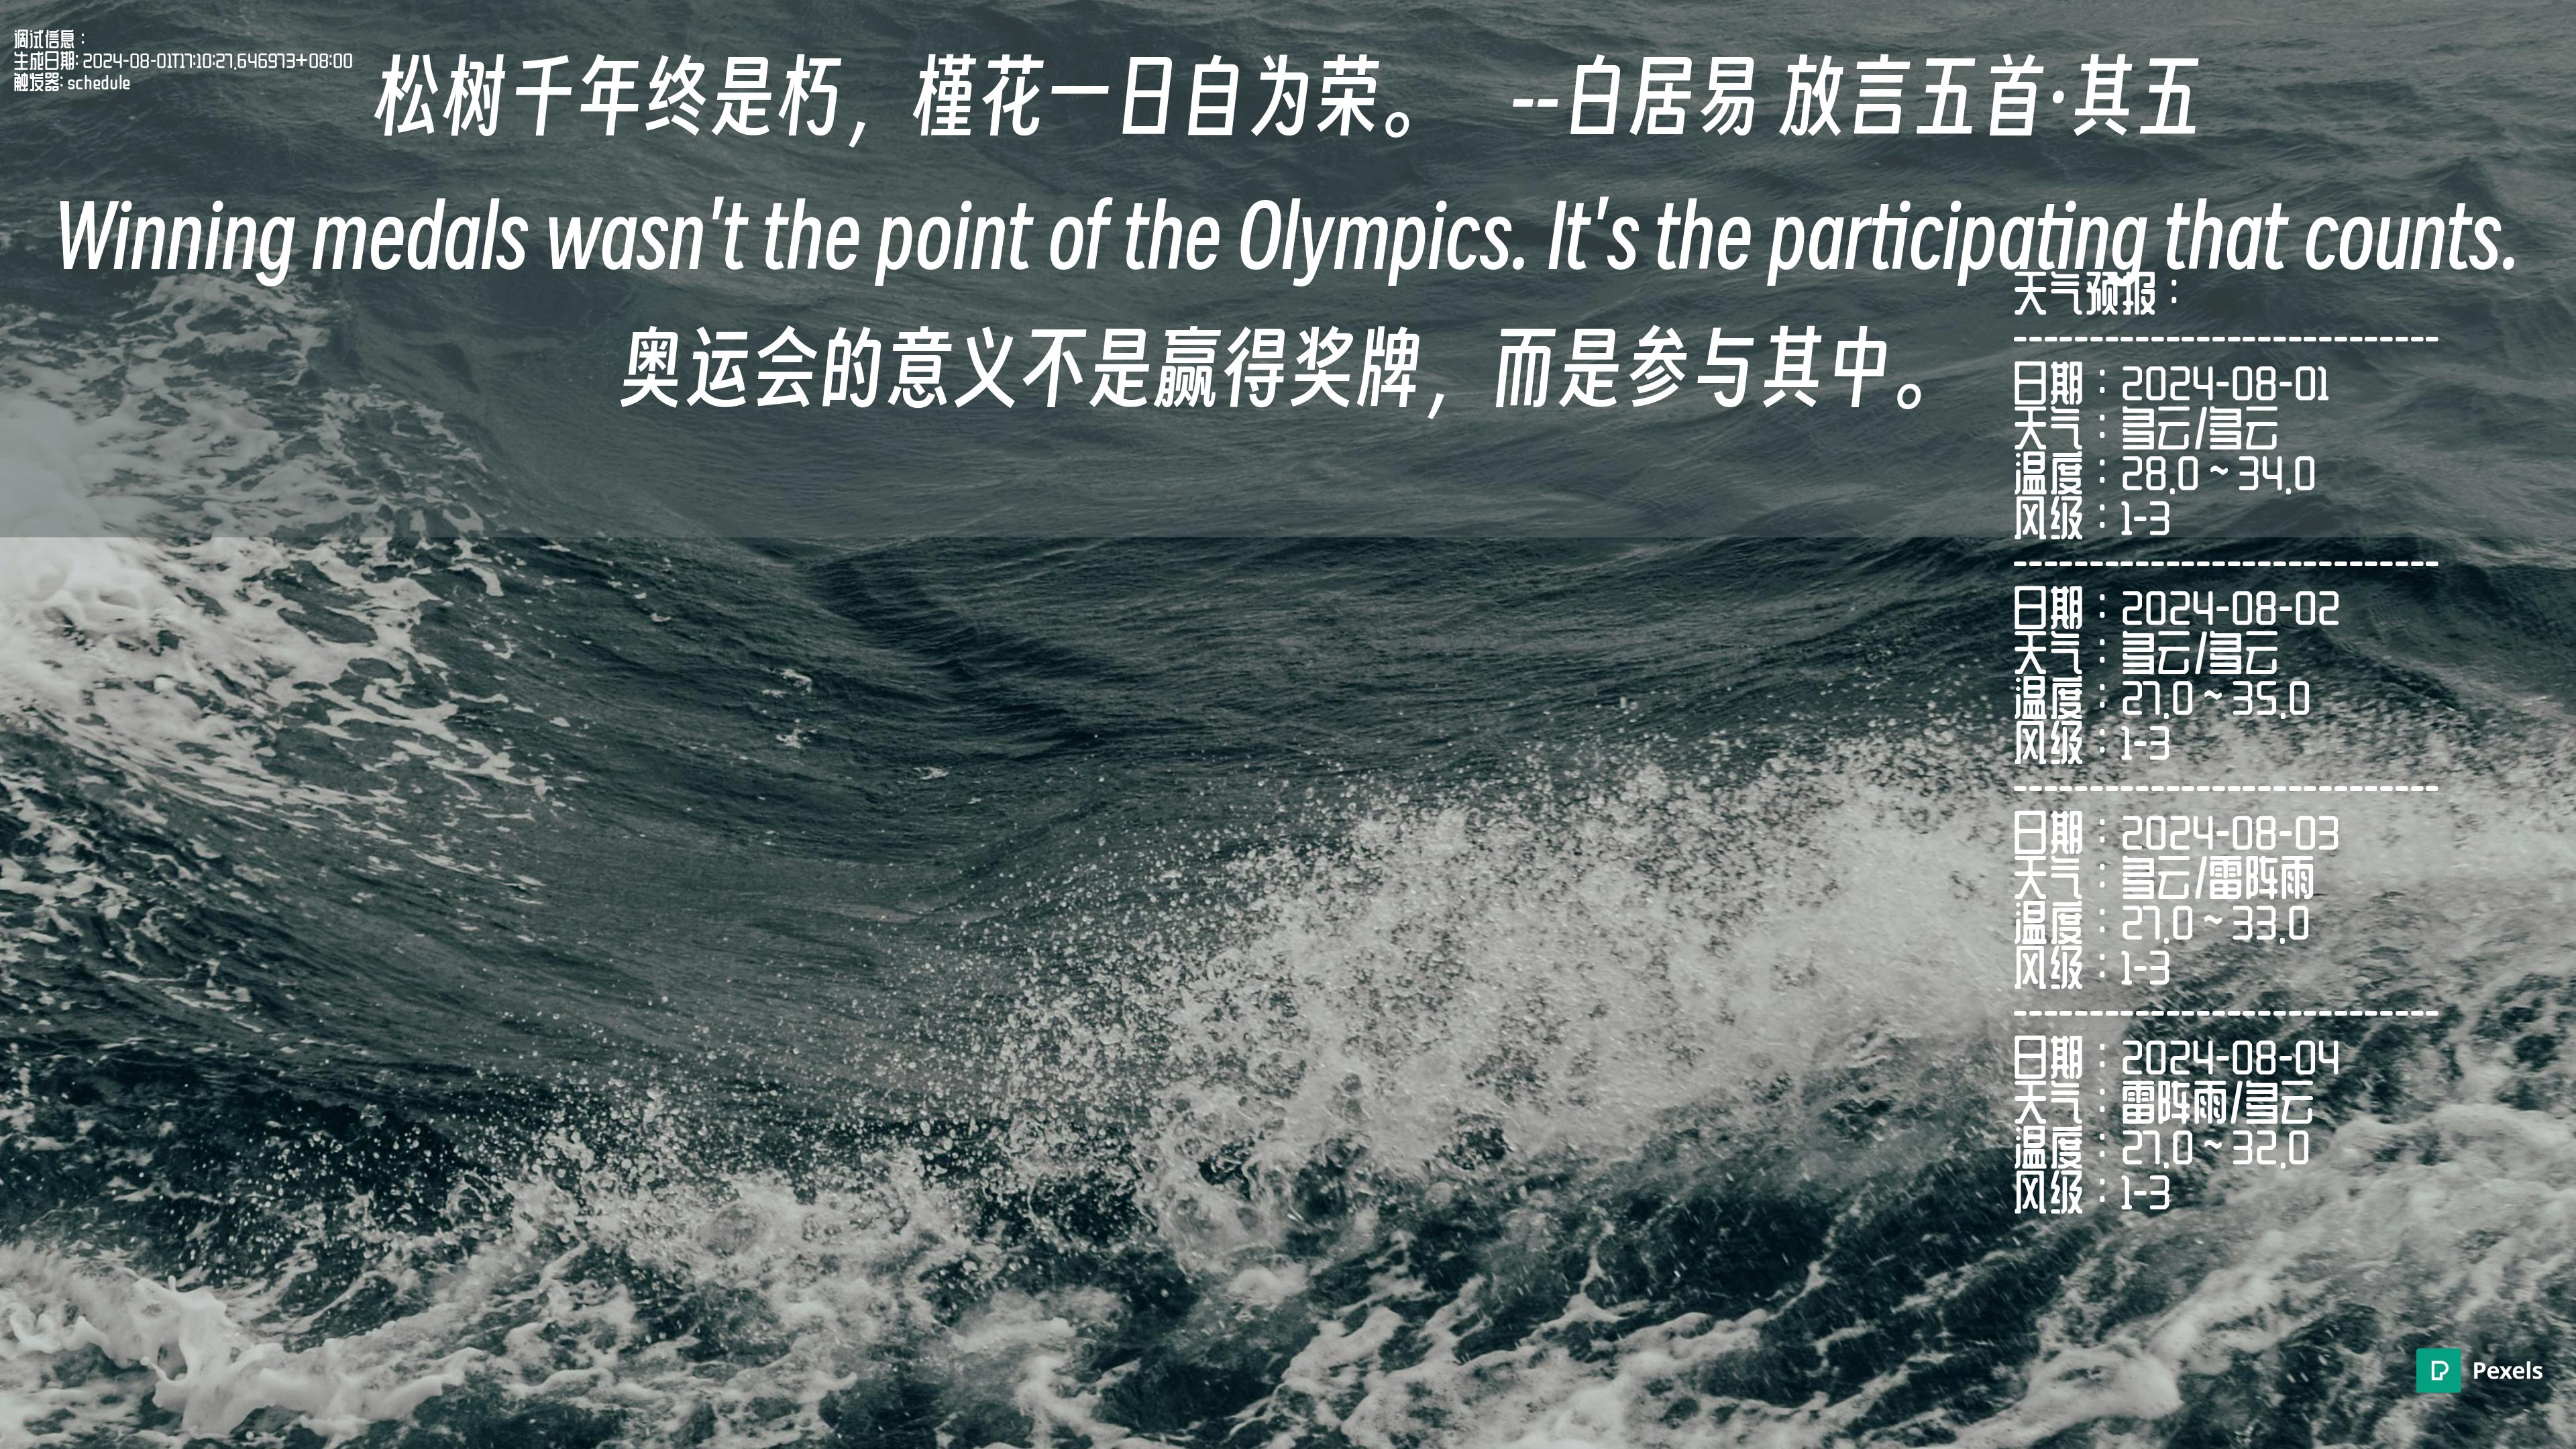 调试信息：
生成日期: 2024-08-01T17:10:27.646973+08:00
触发器: schedule
松树千年终是朽，槿花一日自为荣。 --白居易 放言五首·其五
Winning medals wasn't the point of the Olympics. It's the participating that counts.
奥运会的意义不是赢得奖牌，而是参与其中。
天气预报：
----------------------------
日期：2024-08-01
天气：多云/多云
温度：28.0 ~ 34.0
风级：1-3
----------------------------
日期：2024-08-02
天气：多云/多云
温度：27.0 ~ 35.0
风级：1-3
----------------------------
日期：2024-08-03
天气：多云/雷阵雨
温度：27.0 ~ 33.0
风级：1-3
----------------------------
日期：2024-08-04
天气：雷阵雨/多云
温度：27.0 ~ 32.0
风级：1-3
Pexels